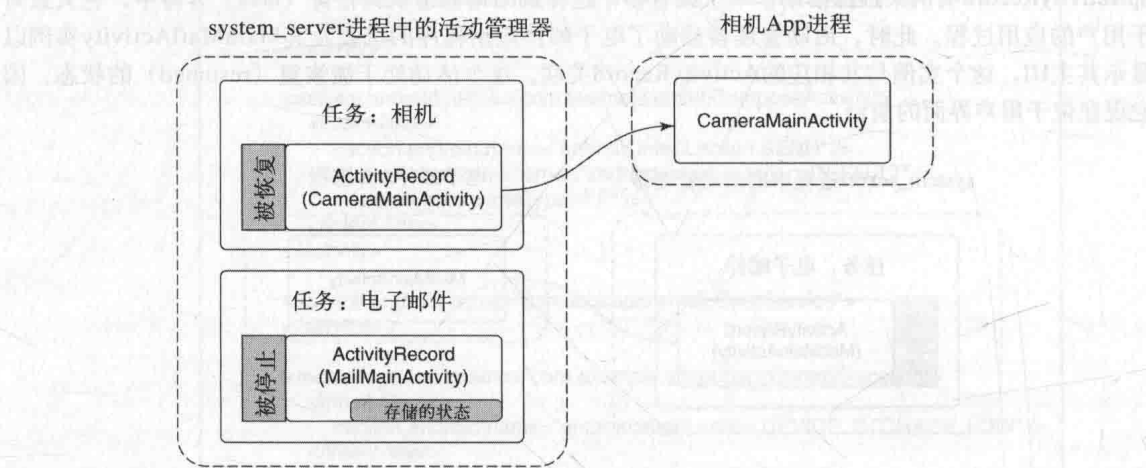 system_server进程中的活动管理器
相机App进程
任务：相机
被恢复
ActivityRecord
(CameraMainActivity)
CameraMainActivity
任务：电子邮件
被停止
ActivityRecord
(MailMainActivity)
存储的状态